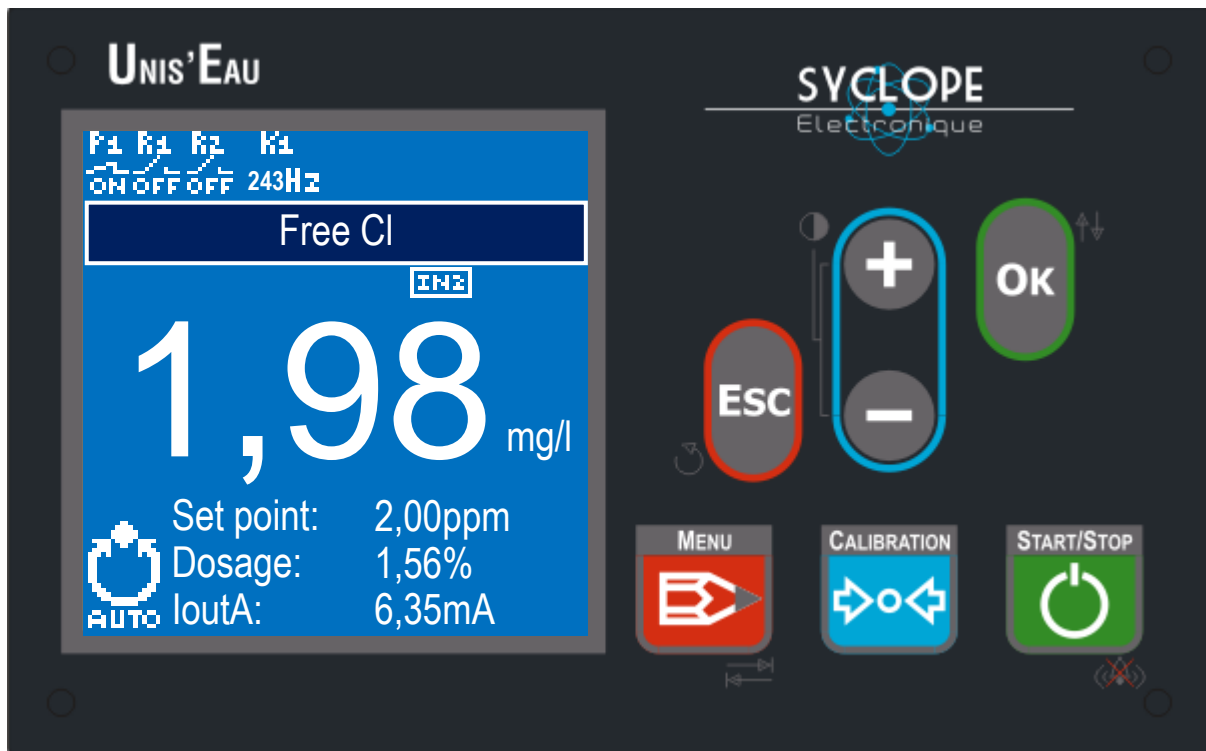 UNIS'EAU
SYCLOPE
Electronique
P1 R1 R2 K1
ON OFF OFF 243Hz
Free Cl
IN2
1,98 mg/l
Set point: 2,00ppm
Dosage: 1,56%
AUTO IoutA: 6,35mA
OK
ESC
MENU
CALIBRATION
START/STOP